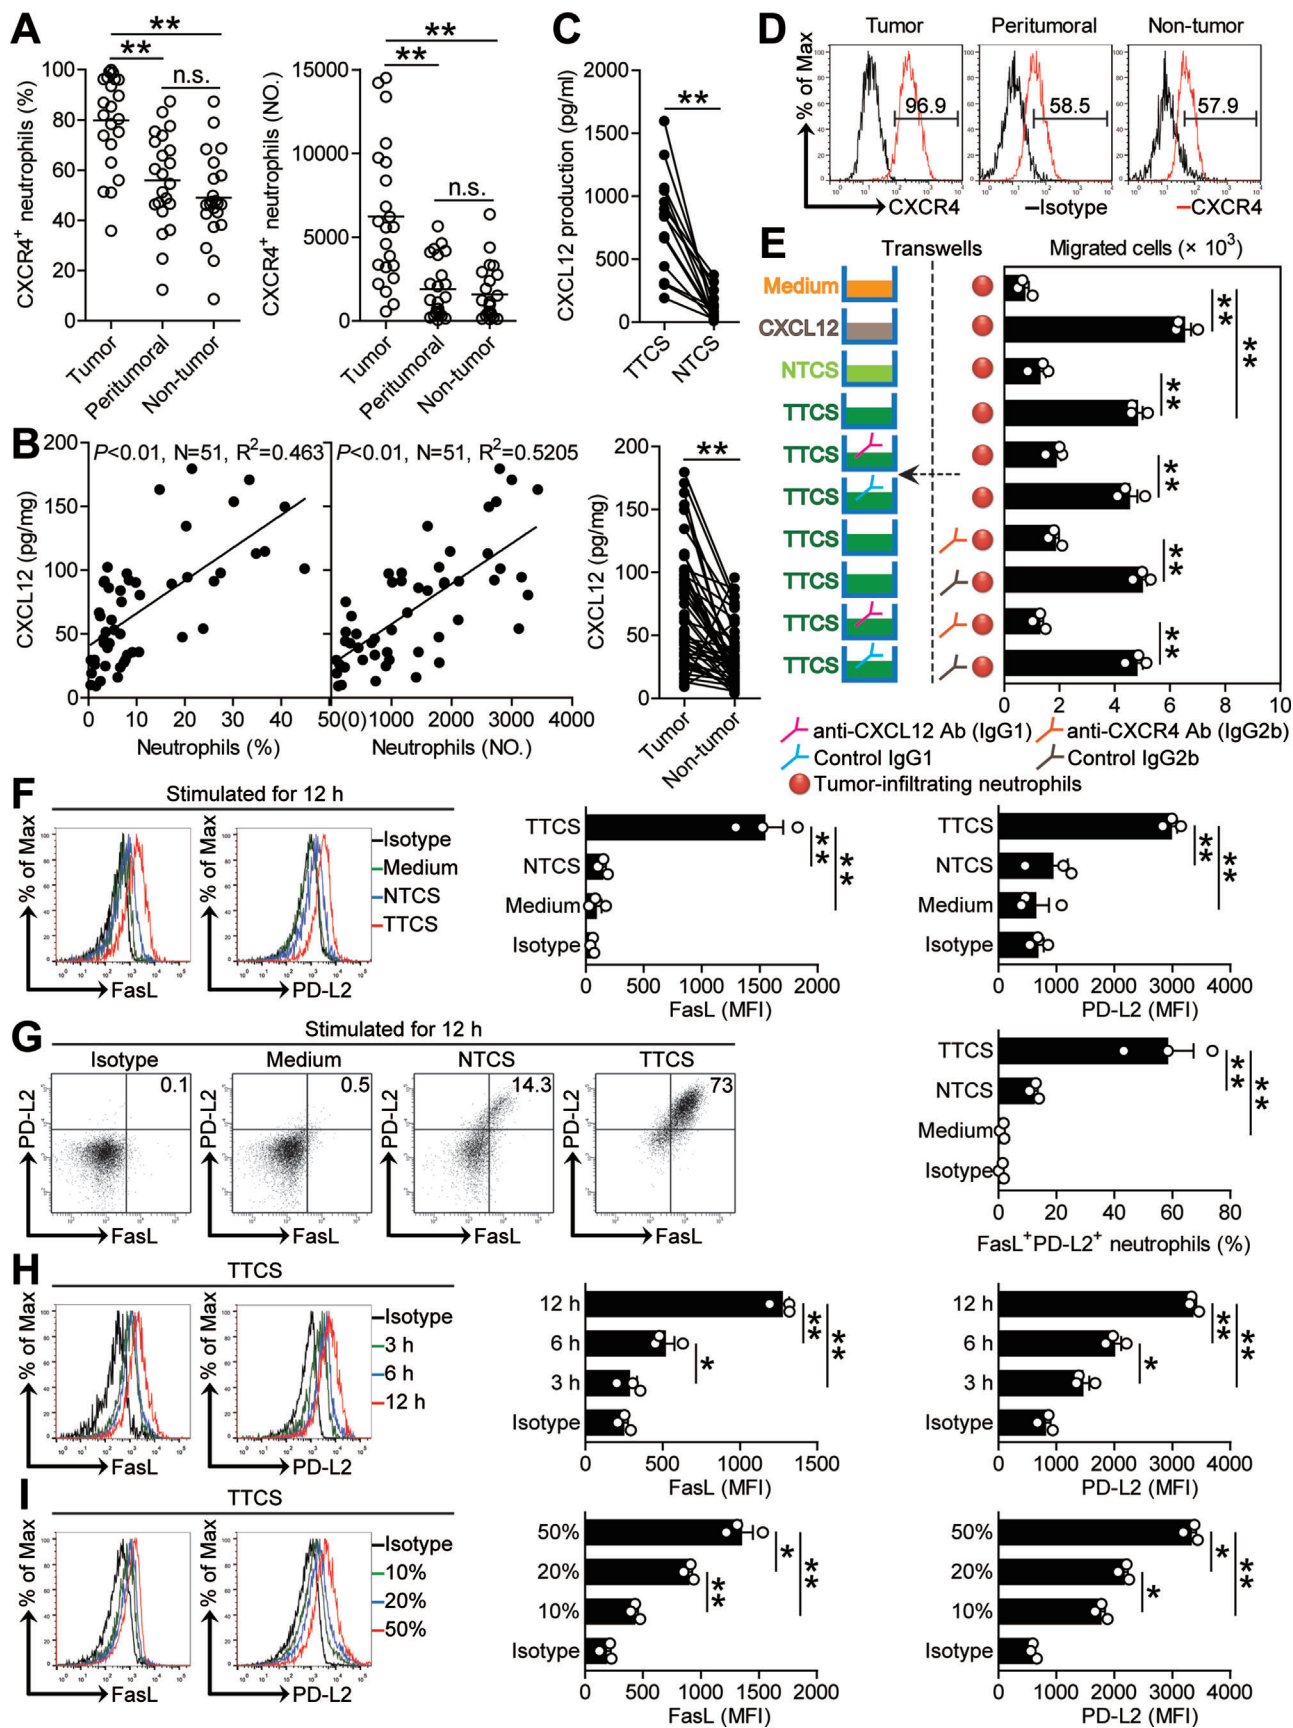 A
CXCR4+ neutrophils (%)
100
80
60
40
20
0
**
**
n.s.
Tumor
Peritumoral
Non-tumor
CXCR4+ neutrophils (NO.)
15000
10000
5000
0
**
**
n.s.
Tumor
Peritumoral
Non-tumor
C
CXCL12 production (pg/ml)
2000
1500
1000
500
0
**
TTCS
NTCS
D
Tumor Peritumoral Non-tumor
% of Max
96.9
58.5
57.9
CXCR4
Isotype
CXCR4
B
CXCL12 (pg/mg)
200
150
100
50
0
P<0.01, N=51, R2=0.463
P<0.01, N=51, R2=0.5205
0 10 20 30 40 50(0) 1000 2000 3000 4000
Neutrophils (%)
Neutrophils (NO.)
CXCL12 (pg/mg)
200
150
100
50
0
**
Tumor
Non-tumor
E
Transwells
Migrated cells (× 10³)
Medium
CXCL12
NTCS
TTCS
TTCS
TTCS
TTCS
TTCS
TTCS
TTCS
**
**
**
**
**
**
0 2 4 6 8 10
anti-CXCL12 Ab (IgG1)
anti-CXCR4 Ab (IgG2b)
Control IgG1
Control IgG2b
Tumor-infiltrating neutrophils
F
Stimulated for 12 h
% of Max
FasL
% of Max
PD-L2
Isotype
Medium
NTCS
TTCS
TTCS
NTCS
Medium
Isotype
**
**
0 500 1000 1500 2000
FasL (MFI)
TTCS
NTCS
Medium
Isotype
**
**
0 1000 2000 3000 4000
PD-L2 (MFI)
G
Stimulated for 12 h
Isotype Medium NTCS TTCS
0.1
0.5
14.3
73
PD-L2
PD-L2
PD-L2
PD-L2
FasL
FasL
FasL
FasL
TTCS
NTCS
Medium
Isotype
**
**
0 20 40 60 80
FasL+PD-L2+ neutrophils (%)
H
TTCS
% of Max
FasL
% of Max
PD-L2
Isotype
3 h
6 h
12 h
12 h
6 h
3 h
Isotype
**
*
**
0 500 1000 1500
FasL (MFI)
12 h
6 h
3 h
Isotype
**
*
**
0 1000 2000 3000 4000
PD-L2 (MFI)
I
TTCS
% of Max
FasL
% of Max
PD-L2
Isotype
10%
20%
50%
50%
20%
10%
Isotype
*
**
**
0 500 1000 1500 2000
FasL (MFI)
50%
20%
10%
Isotype
*
*
**
0 1000 2000 3000 4000
PD-L2 (MFI)